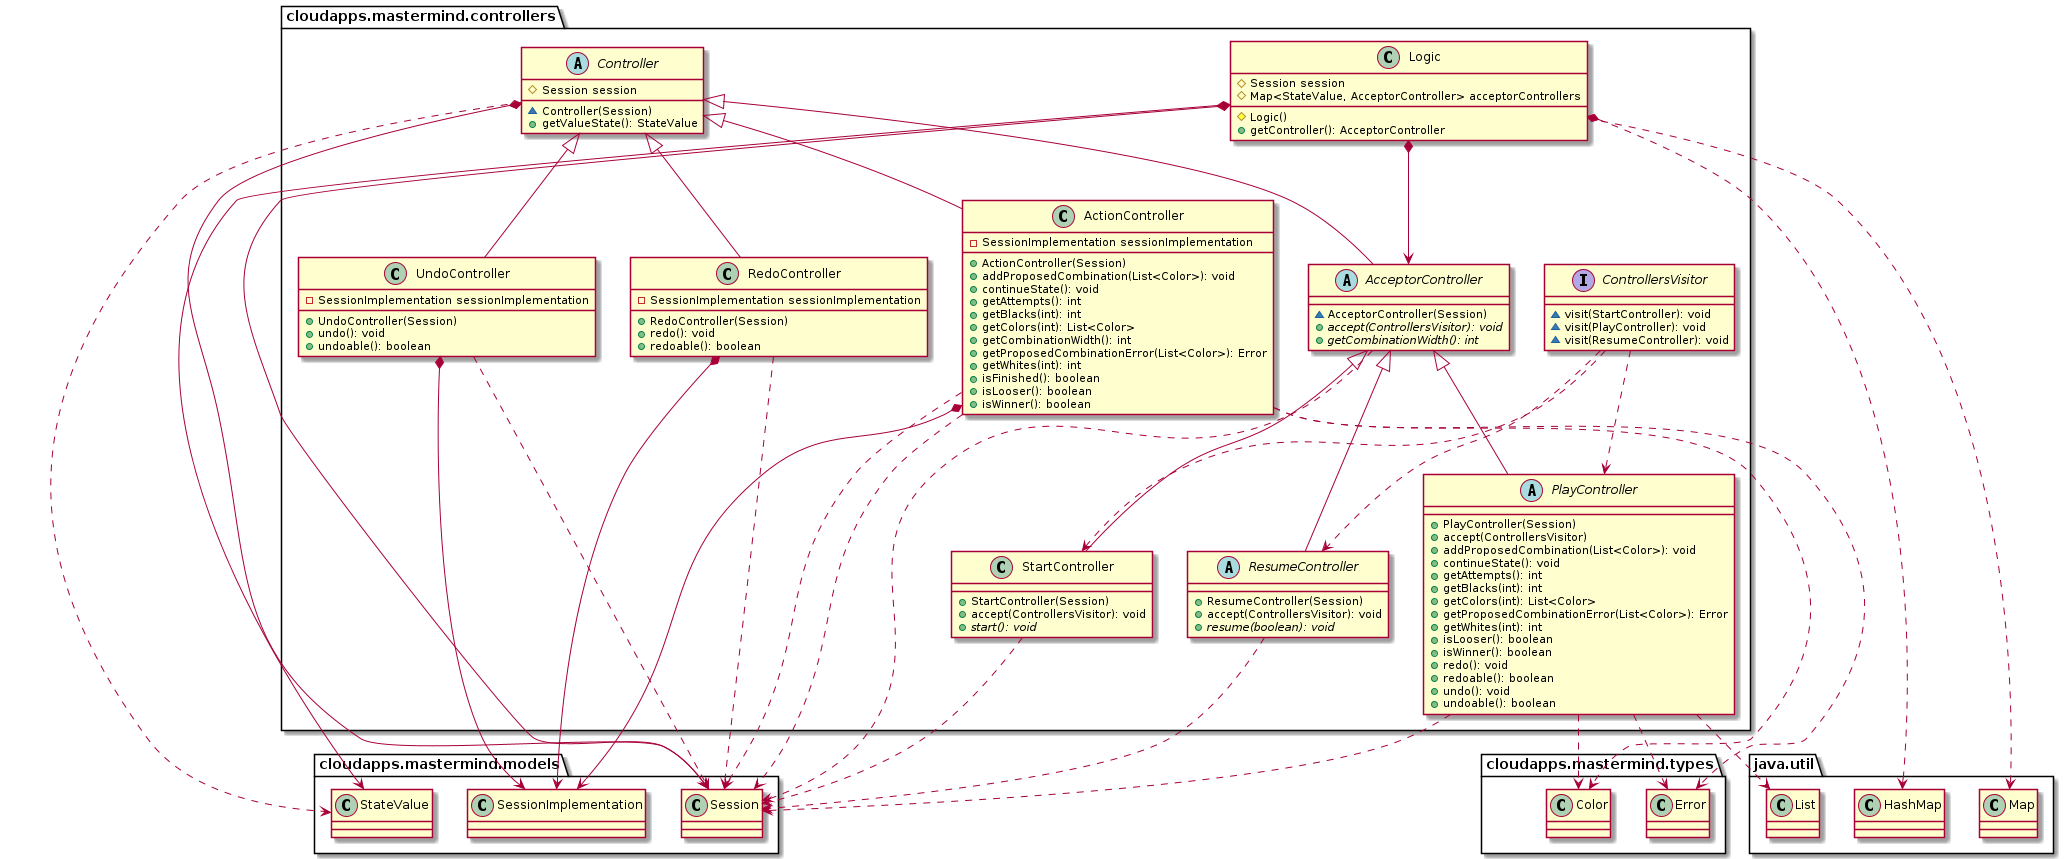 cloudapps.mastermind.controllers
A Controller
Session session
Controller(Session)
getValueState(): StateValue
C Logic
Session session
Map<StateValue, AcceptorController> acceptorControllers
Logic()
getController(): AcceptorController
C UndoController
SessionImplementation sessionImplementation
UndoController(Session)
undo(): void
undoable(): boolean
C RedoController
SessionImplementation sessionImplementation
RedoController(Session)
redo(): void
redoable(): boolean
C ActionController
SessionImplementation sessionImplementation
ActionController(Session)
addProposedCombination(List<Color>): void
continueState(): void
getAttempts(): int
getBlacks(int): int
getColors(int): List<Color>
getCombinationWidth(): int
getProposedCombinationError(List<Color>): Error
getWhites(int): int
isFinished(): boolean
isLooser(): boolean
isWinner(): boolean
A AcceptorController
AcceptorController(Session)
accept(ControllersVisitor): void
getCombinationWidth(): int
I ControllersVisitor
visit(StartController): void
visit(PlayController): void
visit(ResumeController): void
C StartController
StartController(Session)
accept(ControllersVisitor): void
start(): void
A ResumeController
ResumeController(Session)
accept(ControllersVisitor): void
resume(boolean): void
A PlayController
PlayController(Session)
accept(ControllersVisitor)
addProposedCombination(List<Color>): void
continueState(): void
getAttempts(): int
getBlacks(int): int
getColors(int): List<Color>
getProposedCombinationError(List<Color>): Error
getWhites(int): int
isLooser(): boolean
isWinner(): boolean
redo(): void
redoable(): boolean
undo(): void
undoable(): boolean
cloudapps.mastermind.models
C StateValue
C SessionImplementation
C Session
cloudapps.mastermind.types
C Color
C Error
java.util
C List
C HashMap
C Map